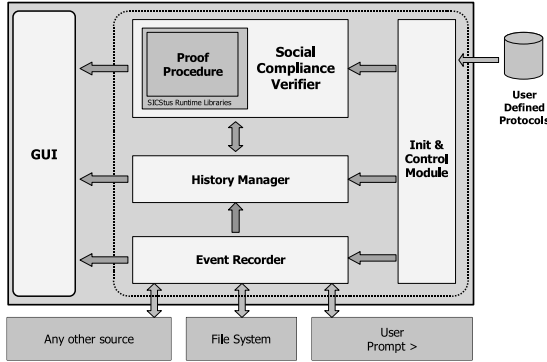 Proof
Procedure
SICStus Runtime Libraries
Social
Compliance
Verifier
User
Defined
Protocols
GUI
Init &
Control
Module
History Manager
Event Recorder
Any other source
File System
User
Prompt >